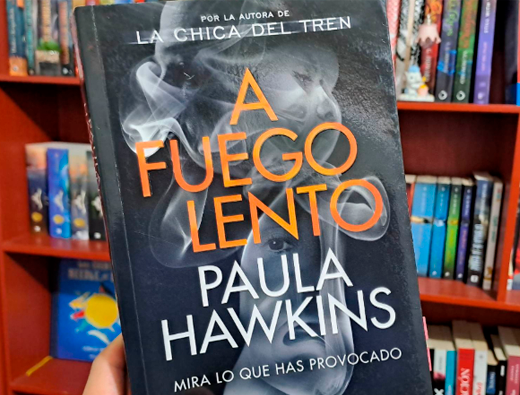 POR LA AUTORA DE
LA CHICA DEL TREN
A
FUEGO
LENTO
PAULA
HAWKINS
MIRA LO QUE HAS PROVOCADO